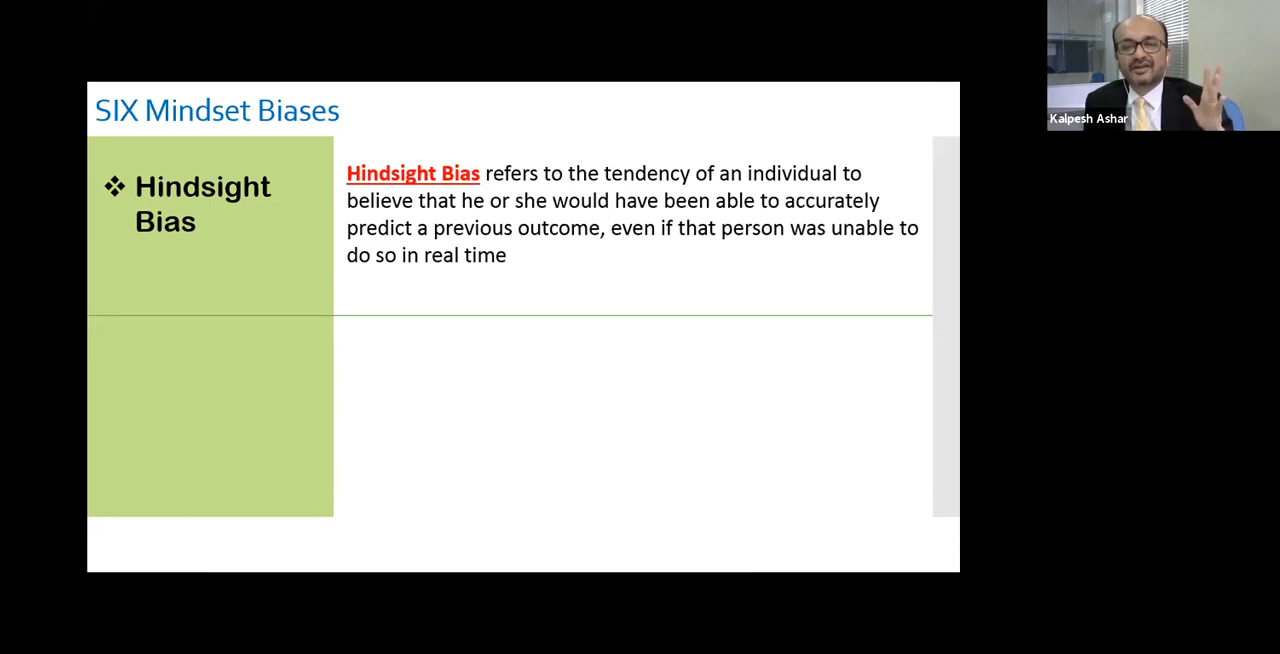 SIX Mindset Biases
❖ Hindsight
Bias
Hindsight Bias refers to the tendency of an individual to
believe that he or she would have been able to accurately
predict a previous outcome, even if that person was unable to
do so in real time
Kalpesh Ashar